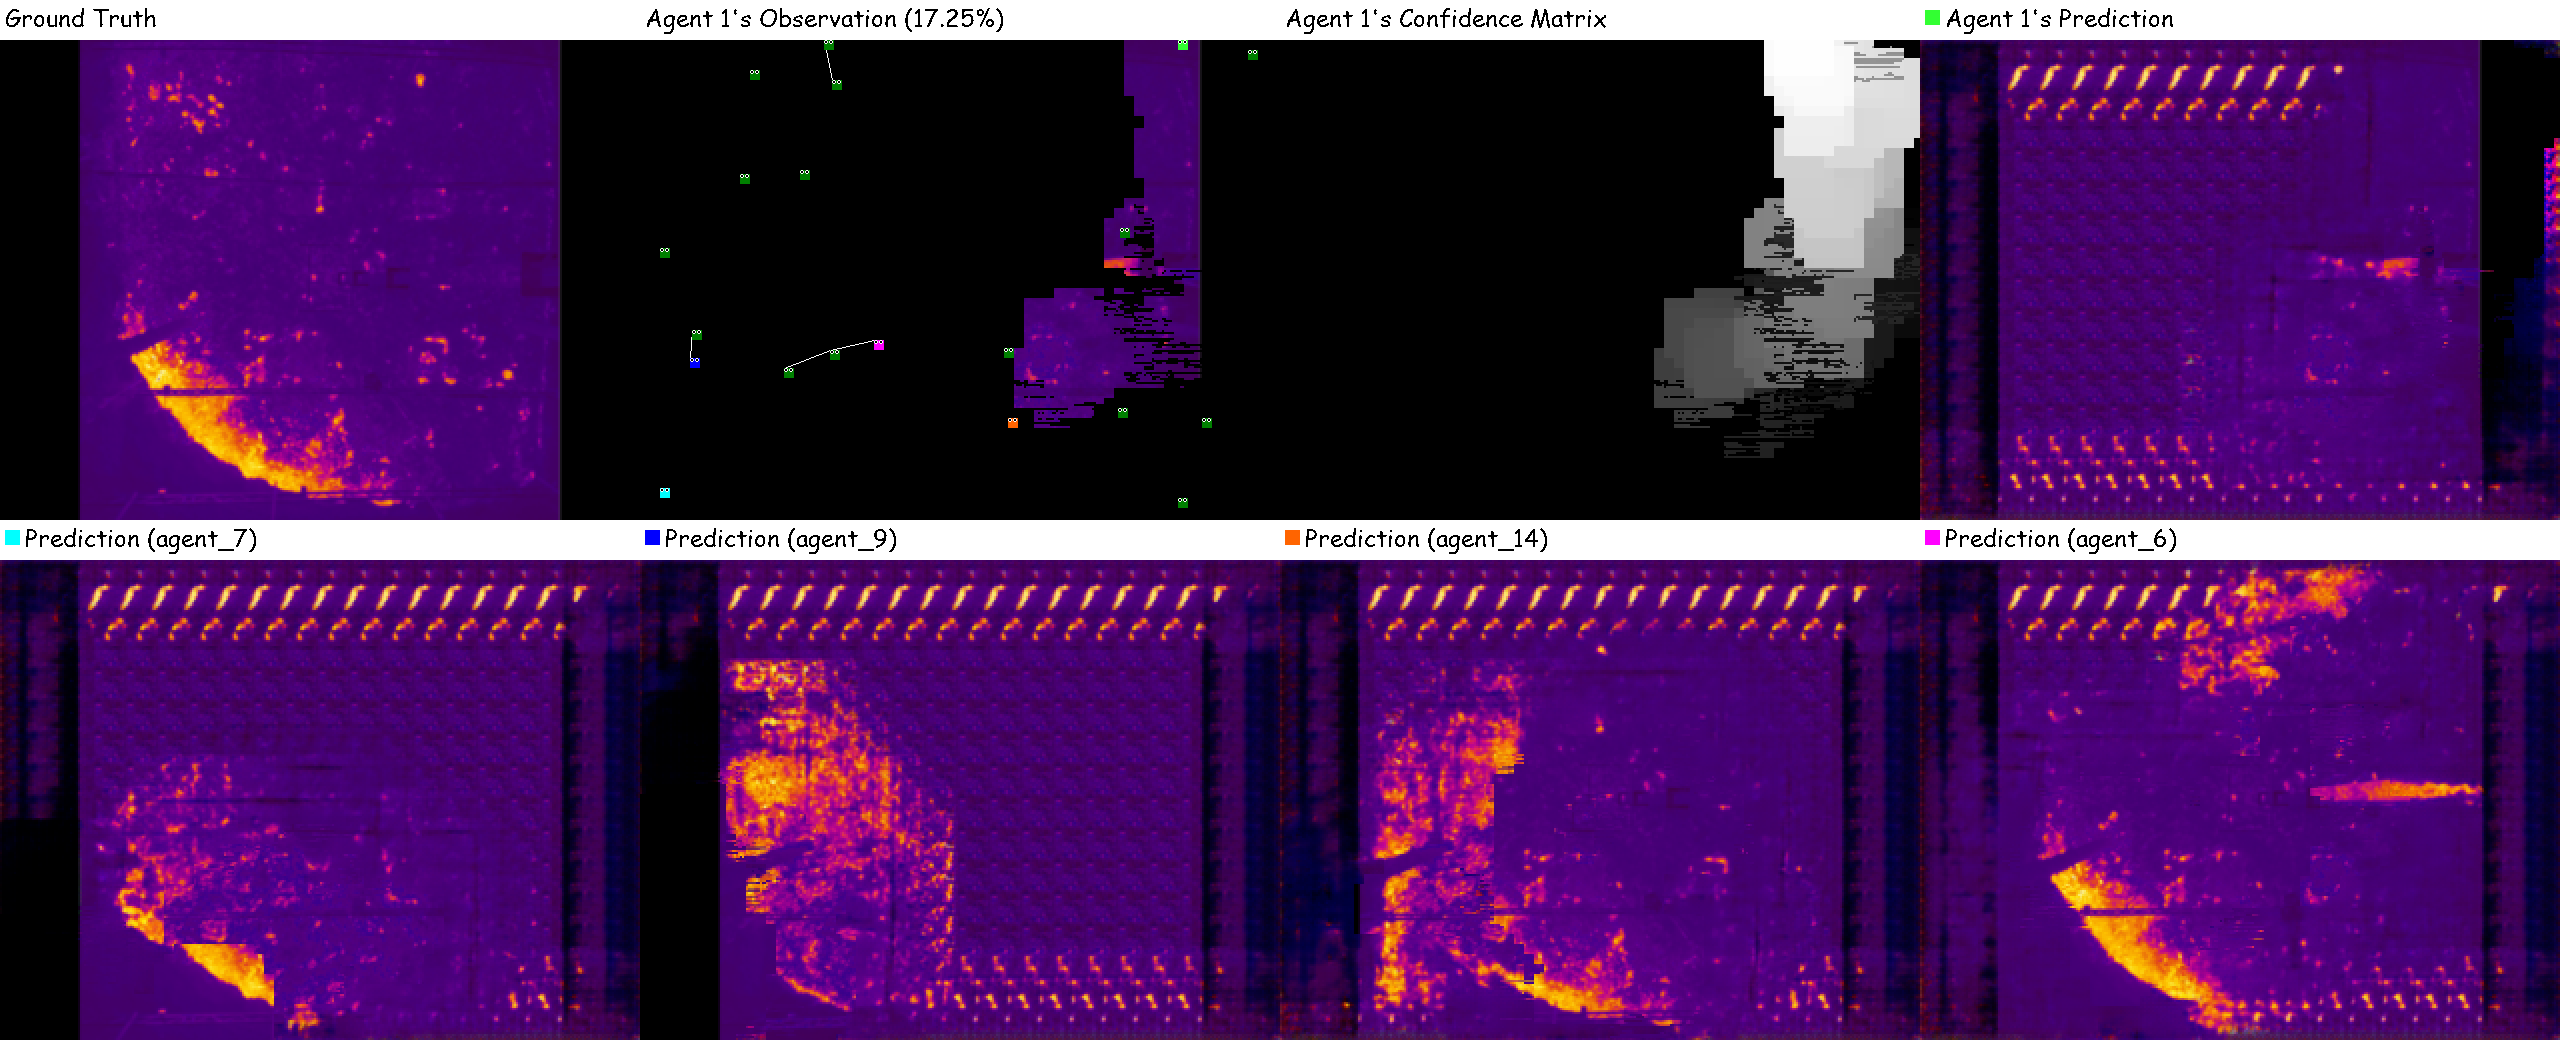 Ground Truth
Agent 1's Observation (17.25%)
Agent 1's Confidence Matrix
Agent 1's Prediction
Prediction (agent_7)
Prediction (agent_9)
Prediction (agent_14)
Prediction (agent_6)